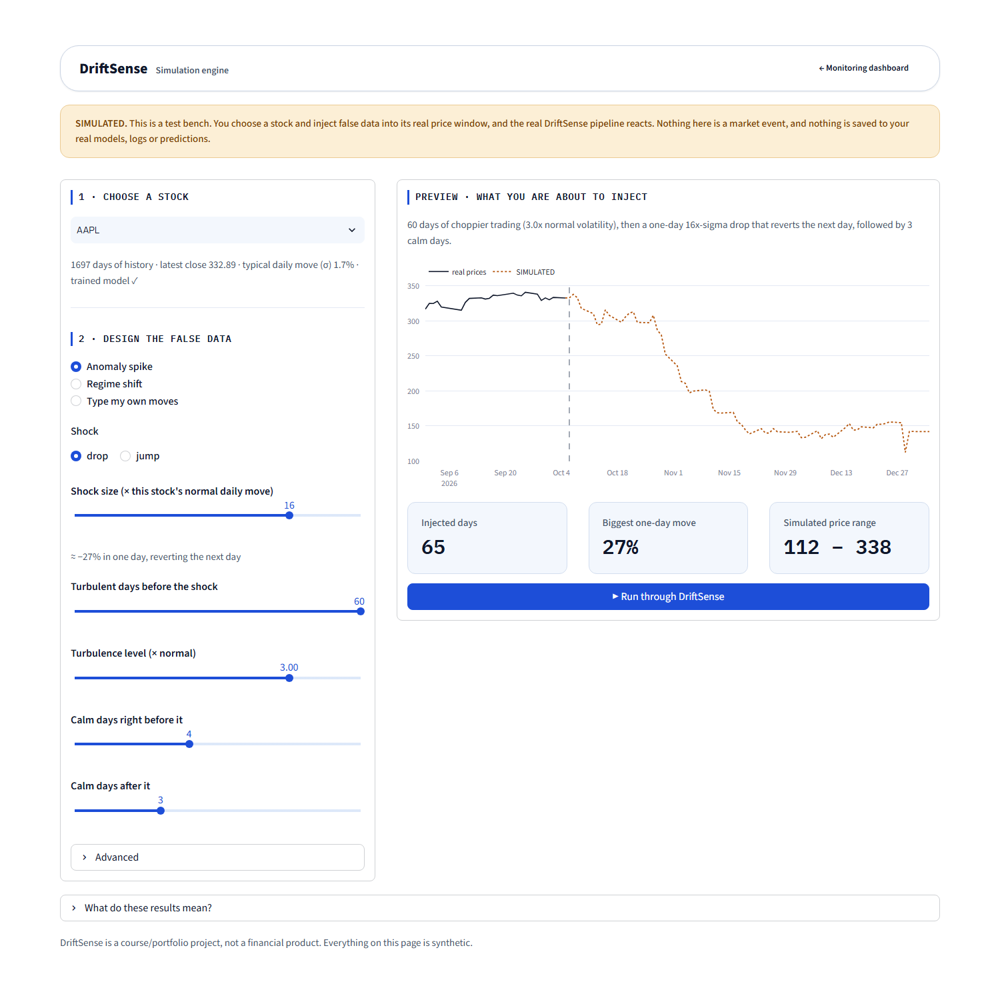 DriftSense Simulation engine
← Monitoring dashboard
SIMULATED. This is a test bench. You choose a stock and inject false data into its real price window, and the real DriftSense pipeline reacts. Nothing here is a market event, and nothing is saved to your
real models, logs or predictions.
1 · CHOOSE A STOCK
AAPL
1697 days of history · latest close 332.89 · typical daily move (σ) 1.7% ·
trained model ✓
2 · DESIGN THE FALSE DATA
Anomaly spike
Regime shift
Type my own moves
Shock
drop jump
Shock size (× this stock's normal daily move)
16
≈ −27% in one day, reverting the next day
Turbulent days before the shock
60
Turbulence level (× normal)
3.00
Calm days right before it
4
Calm days after it
3
Advanced
PREVIEW · WHAT YOU ARE ABOUT TO INJECT
60 days of choppier trading (3.0x normal volatility), then a one-day 16x-sigma drop that reverts the next day, followed by 3
calm days.
real prices SIMULATED
350
300
250
200
150
100
Sep 6 Sep 20 Oct 4 Oct 18 Nov 1 Nov 15 Nov 29 Dec 13 Dec 27
2026
Injected days
65
Biggest one-day move
27%
Simulated price range
112 – 338
▶ Run through DriftSense
What do these results mean?
DriftSense is a course/portfolio project, not a financial product. Everything on this page is synthetic.